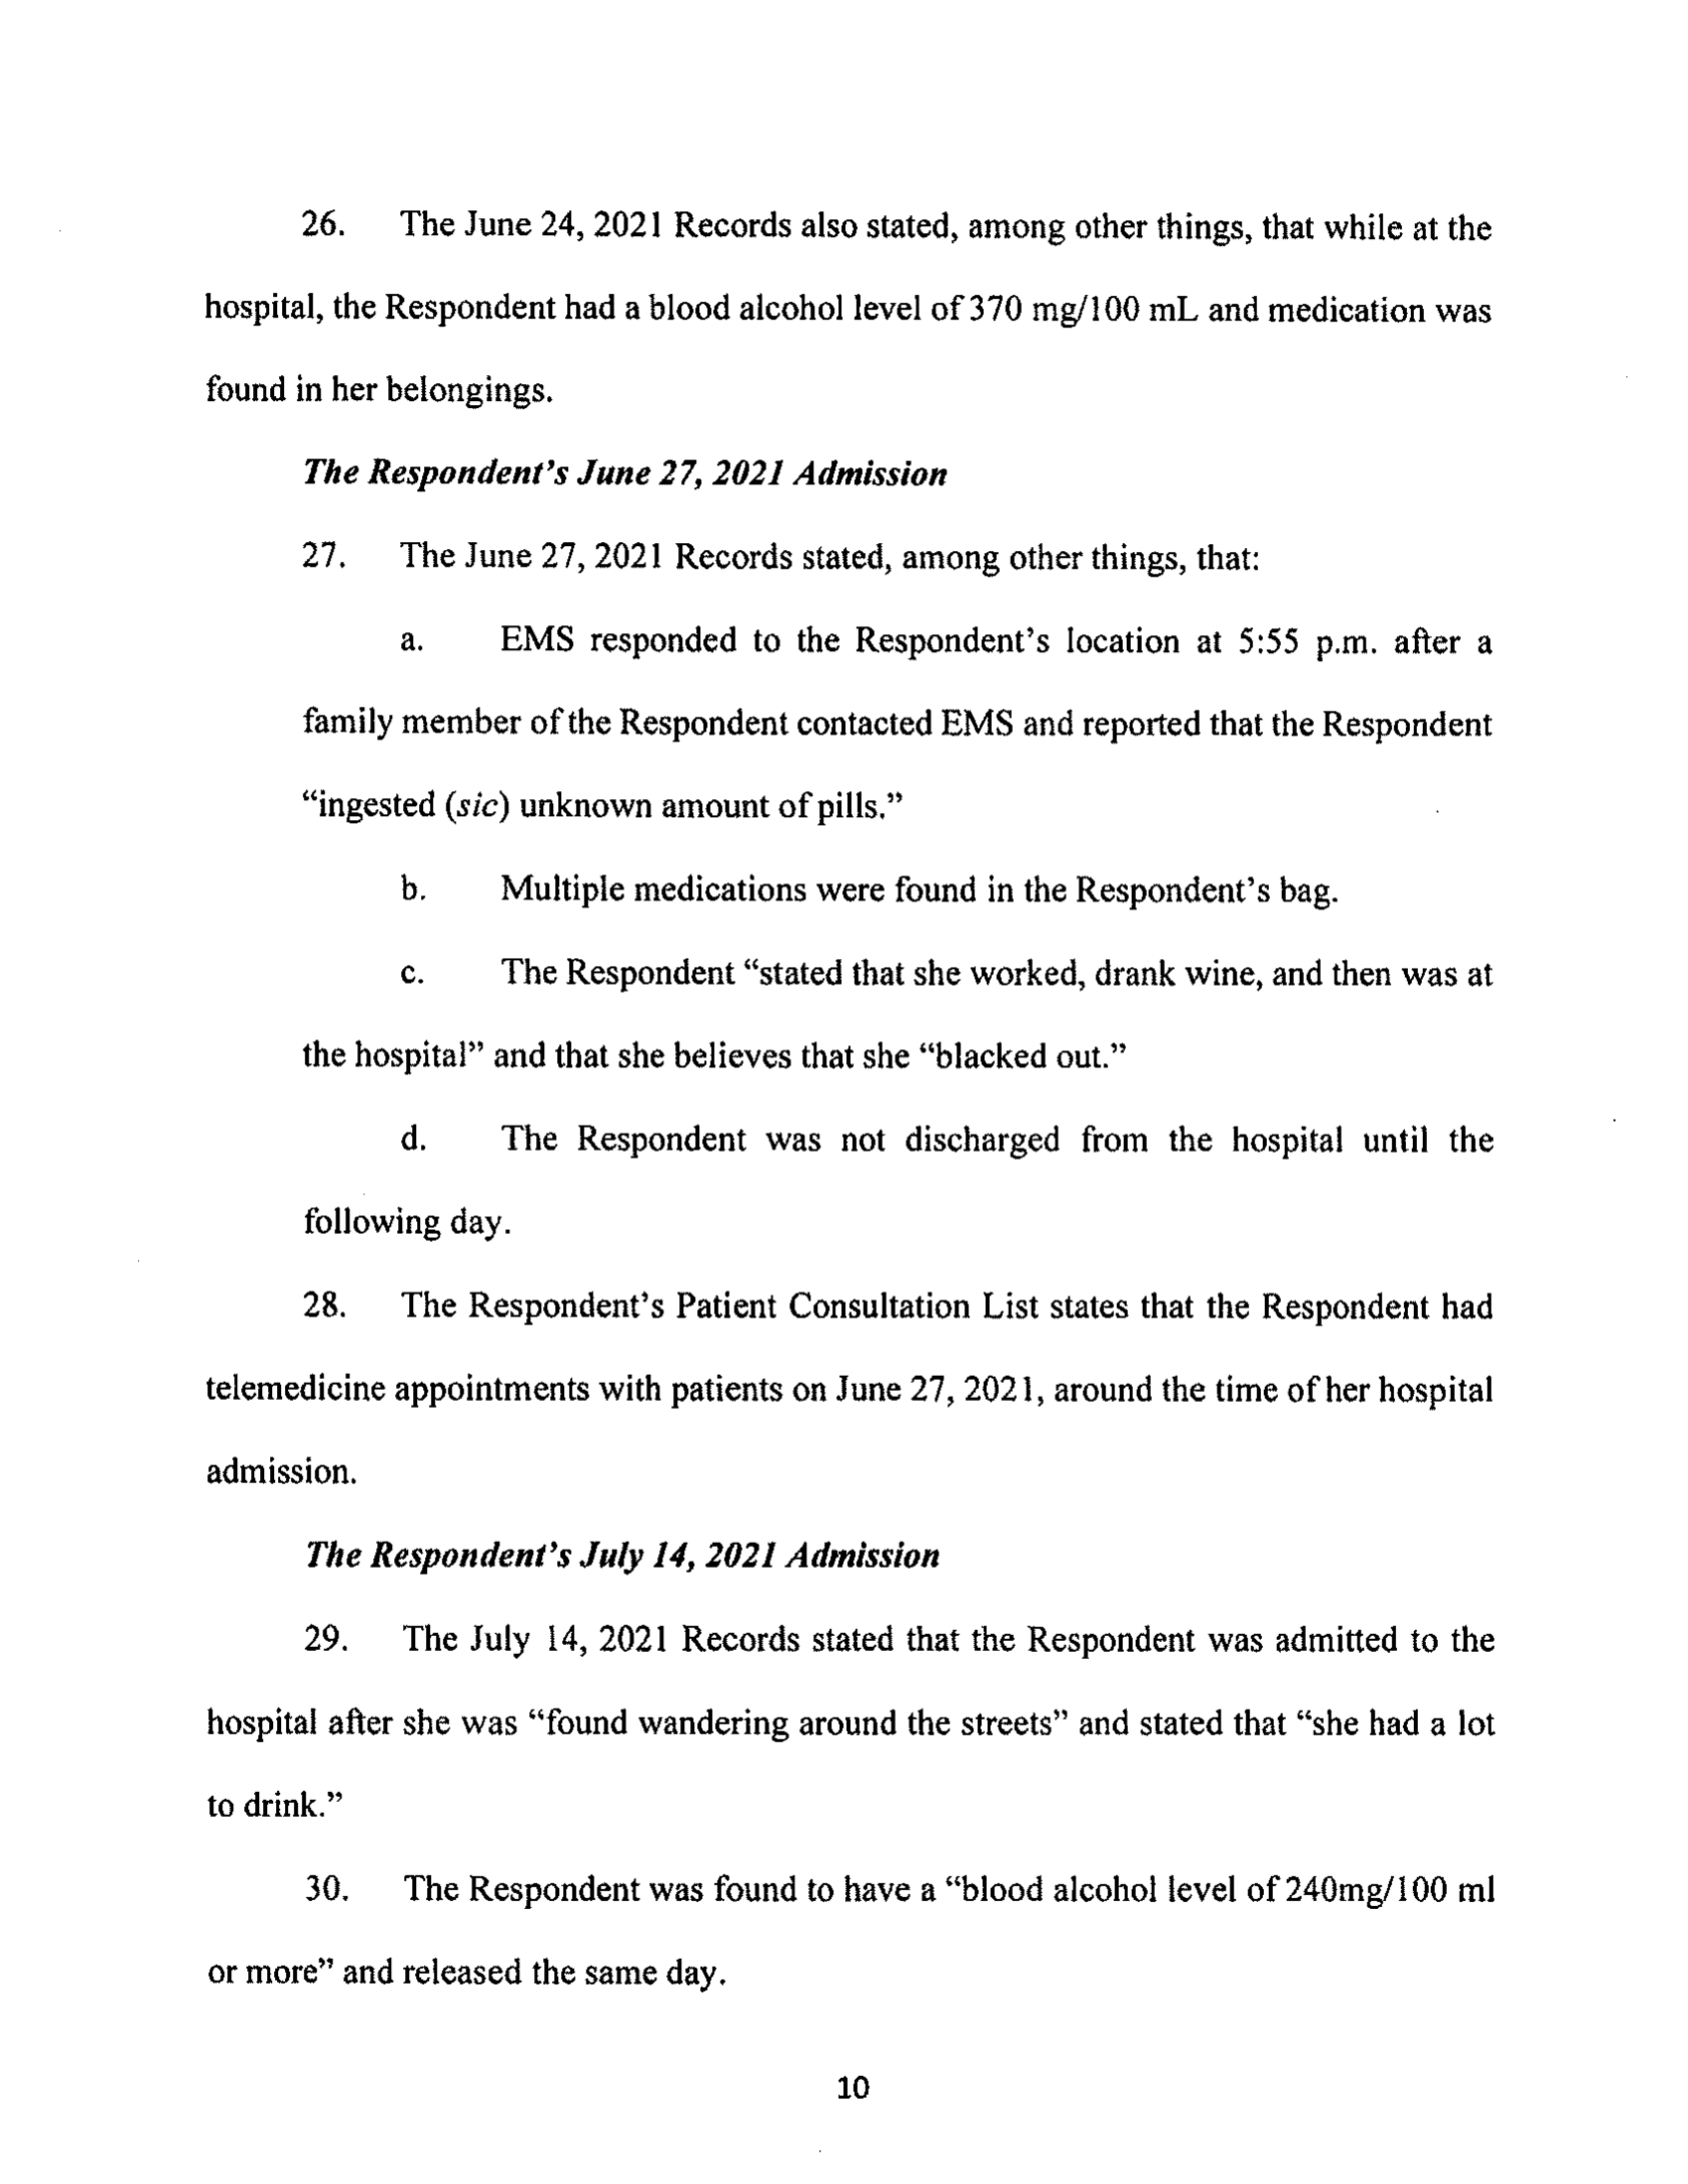 26. The June 24, 2021 Records also stated, among other things, that while at the
hospital, the Respondent had a blood alcohol level of 370 mg/100 mL and medication was
found in her belongings.
The Respondent’s June 27, 2021 Admission
27. The June 27, 2021 Records stated, among other things, that:
a. EMS responded to the Respondent’s location at 5:55 p.m. after a
family member of the Respondent contacted EMS and reported that the Respondent
“ingested (sic) unknown amount of pills.”
b. Multiple medications were found in the Respondent’s bag.
c. The Respondent “stated that she worked, drank wine, and then was at
the hospital” and that she believes that she “blacked out.”
d. The Respondent was not discharged from the hospital until the
following day.
28. The Respondent’s Patient Consultation List states that the Respondent had
telemedicine appointments with patients on June 27, 2021, around the time of her hospital
admission.
The Respondent’s July 14, 2021 Admission
29. The July 14, 2021 Records stated that the Respondent was admitted to the
hospital after she was “found wandering around the streets” and stated that “she had a lot
to drink.”
30. The Respondent was found to have a “blood alcohol level of 240mg/100 ml
or more” and released the same day.
10